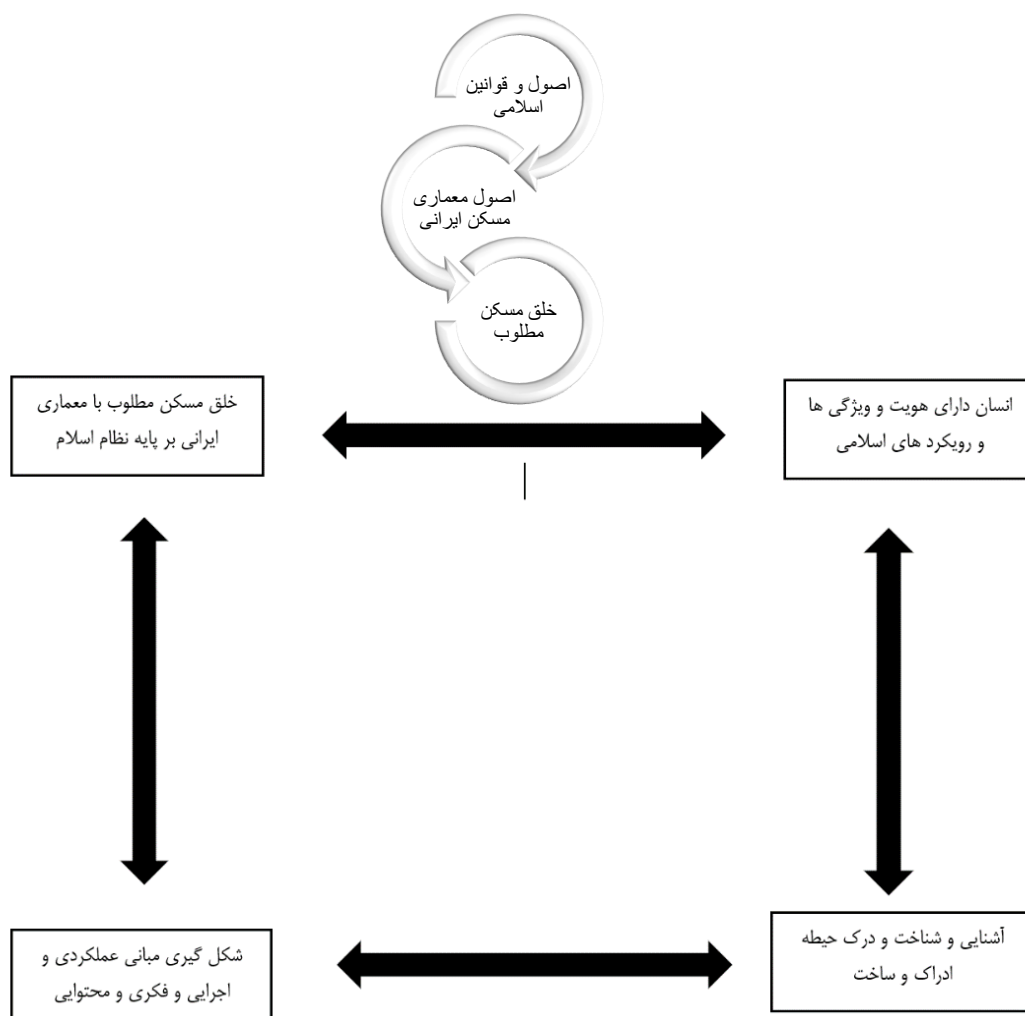 اصول و قوانین
اسلامی
اصول معماری
مسکن ایرانی
خلق مسکن
مطلوب
انسان دارای هویت و ویژگی ها
و رویکرد های اسلامی
خلق مسکن مطلوب با معماری
ایرانی بر پایه نظام اسلام
آشنایی و شناخت و درک حیطه
ادراک و ساخت
شکل گیری مبانی عملکردی و
اجرایی و فکری و محتوایی